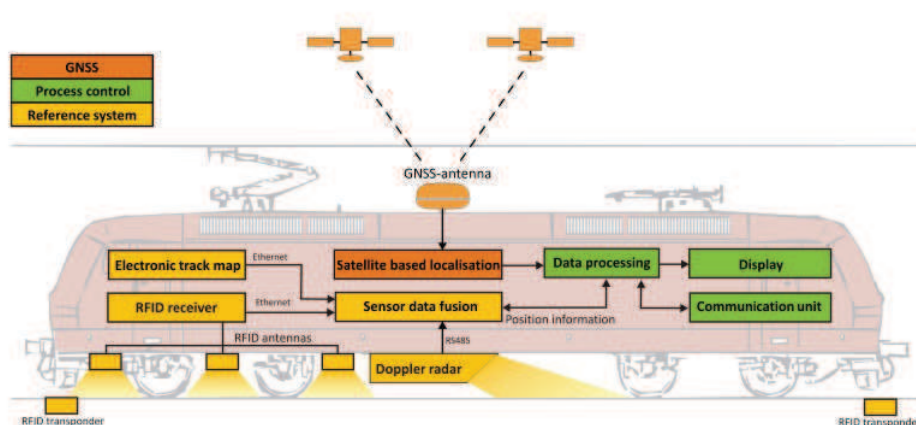 GNSS
Process control
Reference system
GNSS-antenna
Electronic track map
Ethernet
Satellite based localisation
Data processing
Display
RFID receiver
Ethernet
Sensor data fusion
Position information
Communication unit
RFID antennas
RS485
Doppler radar
RFID transponder
RFID transponder